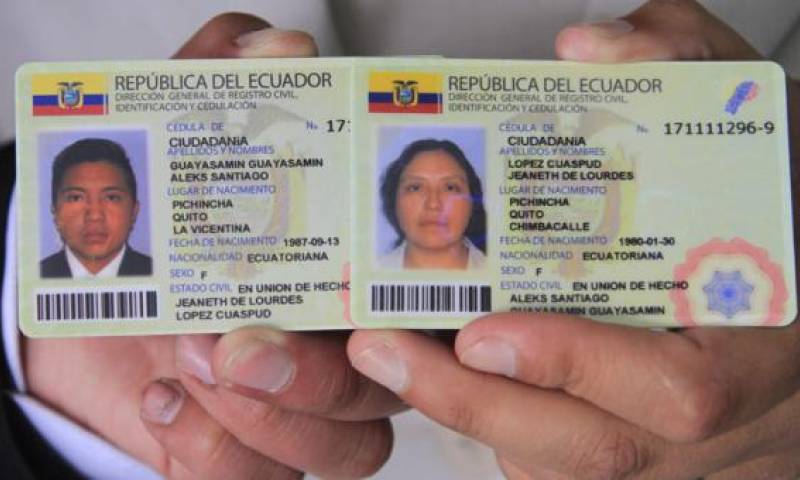 REPÚBLICA DEL ECUADOR
DIRECCIÓN GENERAL DE REGISTRO CIVIL,
IDENTIFICACIÓN Y CEDULACIÓN
CÉDULA DE No. 171
CIUDADANÍA
APELLIDOS Y NOMBRES
GUAYASAMIN GUAYASAMIN
ALEKS SANTIAGO
LUGAR DE NACIMIENTO
PICHINCHA
QUITO
LA VICENTINA
FECHA DE NACIMIENTO 1987-09-13
NACIONALIDAD ECUATORIANA
SEXO F
ESTADO CIVIL EN UNION DE HECHO
JEANETH DE LOURDES
LOPEZ CUASPUD
REPÚBLICA DEL ECUADOR
DIRECCIÓN GENERAL DE REGISTRO CIVIL,
IDENTIFICACIÓN Y CEDULACIÓN
CÉDULA DE No. 171111296-9
CIUDADANÍA
APELLIDOS Y NOMBRES
LOPEZ CUASPUD
JEANETH DE LOURDES
LUGAR DE NACIMIENTO
PICHINCHA
QUITO
CHIMBACALLE
FECHA DE NACIMIENTO 1980-01-30
NACIONALIDAD ECUATORIANA
SEXO F
ESTADO CIVIL EN UNION DE HECHO
ALEKS SANTIAGO
GUAYASAMIN GUAYASAMIN